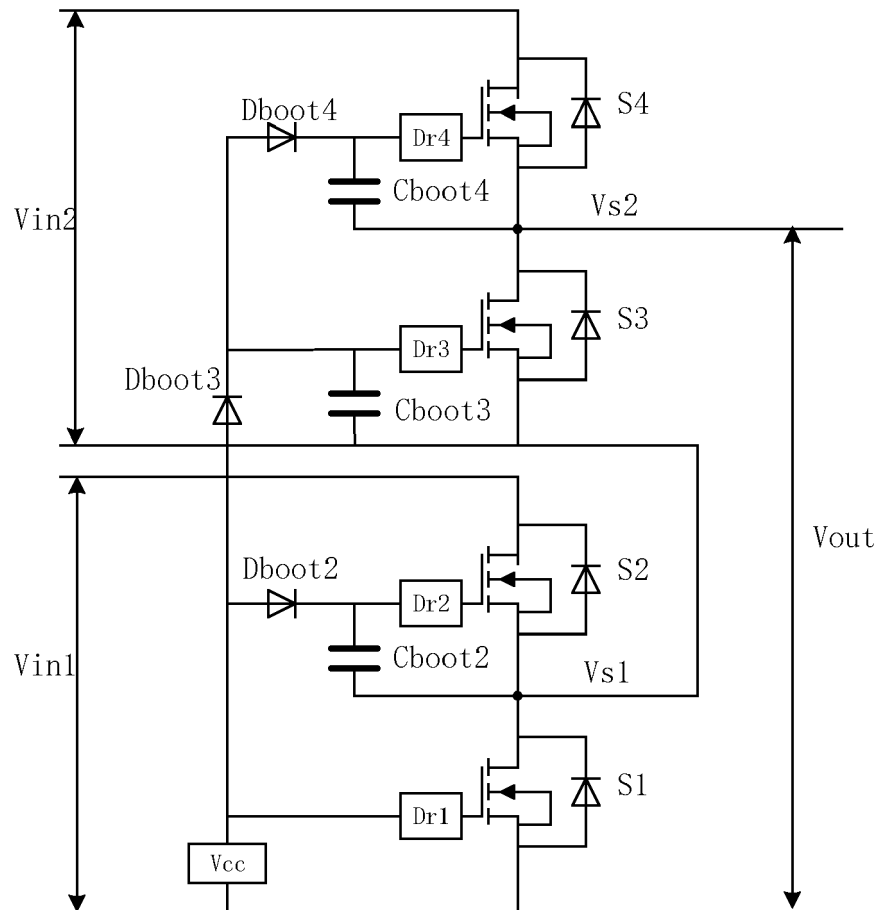 Dboot4
Dr4
S4
Cboot4
Vs2
Vin2
S3
Dr3
Dboot3
Cboot3
Vout
Dboot2
S2
Dr2
Vin1
Cboot2
Vs1
S1
Dr1
Vcc